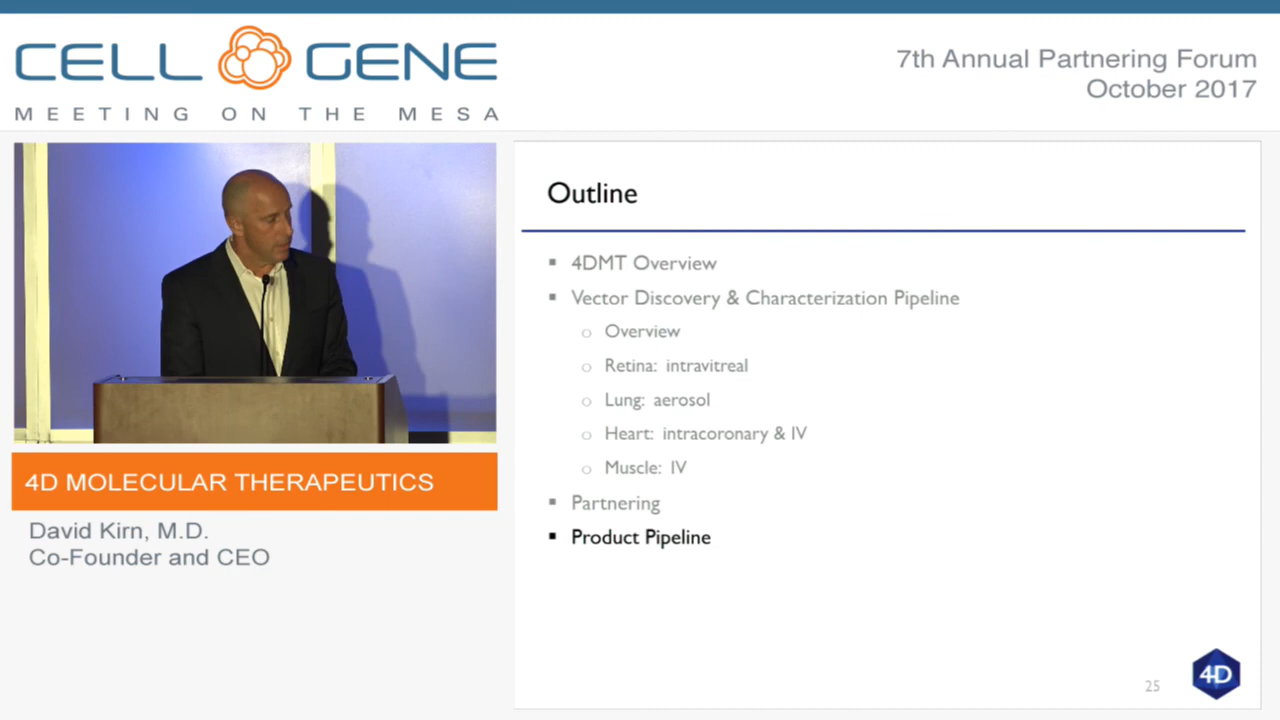 CELL GENE
MEETING ON THE MESA
7th Annual Partnering Forum
October 2017
4D MOLECULAR THERAPEUTICS
David Kirn, M.D.
Co-Founder and CEO
Outline
▪ 4DMT Overview
▪ Vector Discovery & Characterization Pipeline
o Overview
o Retina: intravitreal
o Lung: aerosol
o Heart: intracoronary & IV
o Muscle: IV
▪ Partnering
▪ Product Pipeline
25
4D